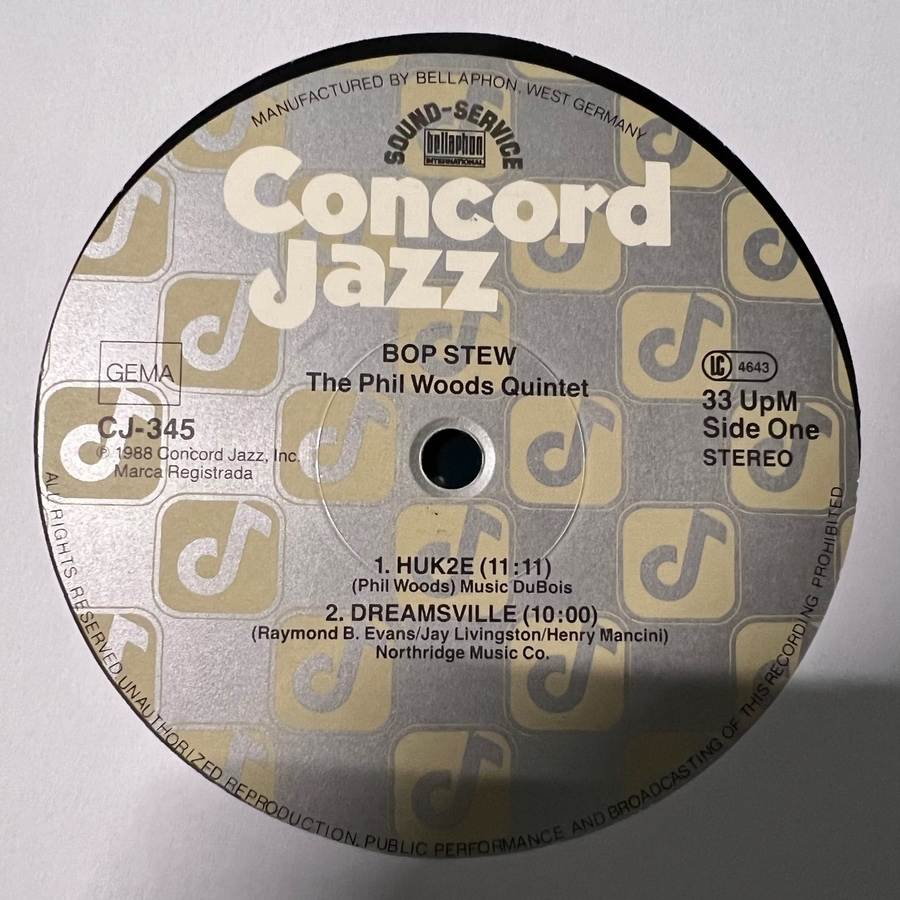 MANUFACTURED BY BELLAPHON, WEST GERMANY
SOUND-SERVICE
bellaphon
INTERNATIONAL
Concord
Jazz
BOP STEW
The Phil Woods Quintet
GEMA
CJ-345
℗ 1988 Concord Jazz, Inc.
Marca Registrada
LC 4643
33 UpM
Side One
STEREO
1. HUK2E (11:11)
(Phil Woods) Music DuBois
2. DREAMSVILLE (10:00)
(Raymond B. Evans/Jay Livingston/Henry Mancini)
Northridge Music Co.
ALL RIGHTS RESERVED. UNAUTHORIZED REPRODUCTION, PUBLIC PERFORMANCE AND BROADCASTING OF THIS RECORDING PROHIBITED